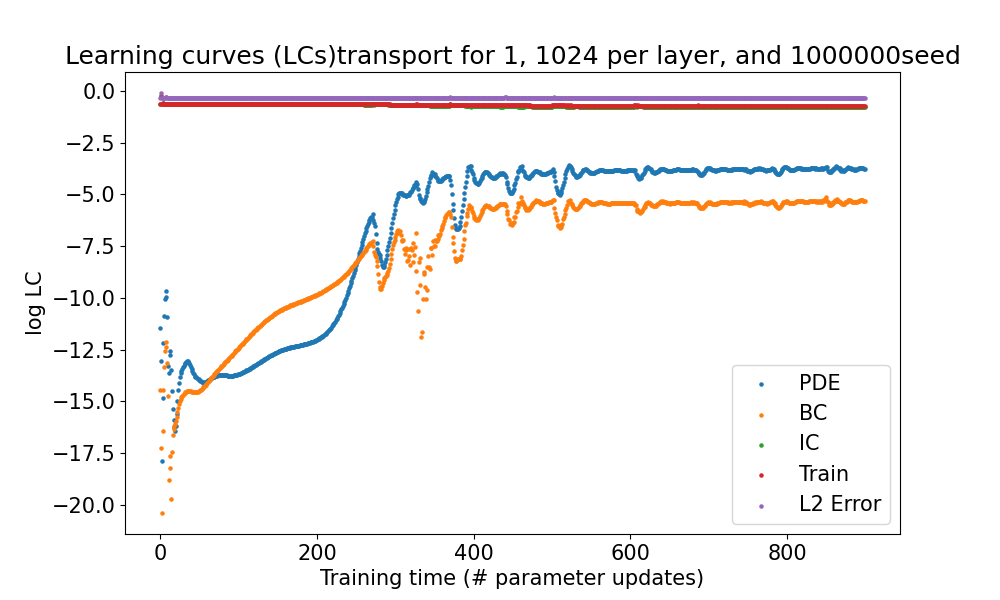 Learning curves (LCs)transport for 1, 1024 per layer, and 1000000seed
0.0
−2.5
−5.0
−7.5
−10.0
−12.5
−15.0
−17.5
−20.0
log LC
0 200 400 600 800
Training time (# parameter updates)
PDE
BC
IC
Train
L2 Error